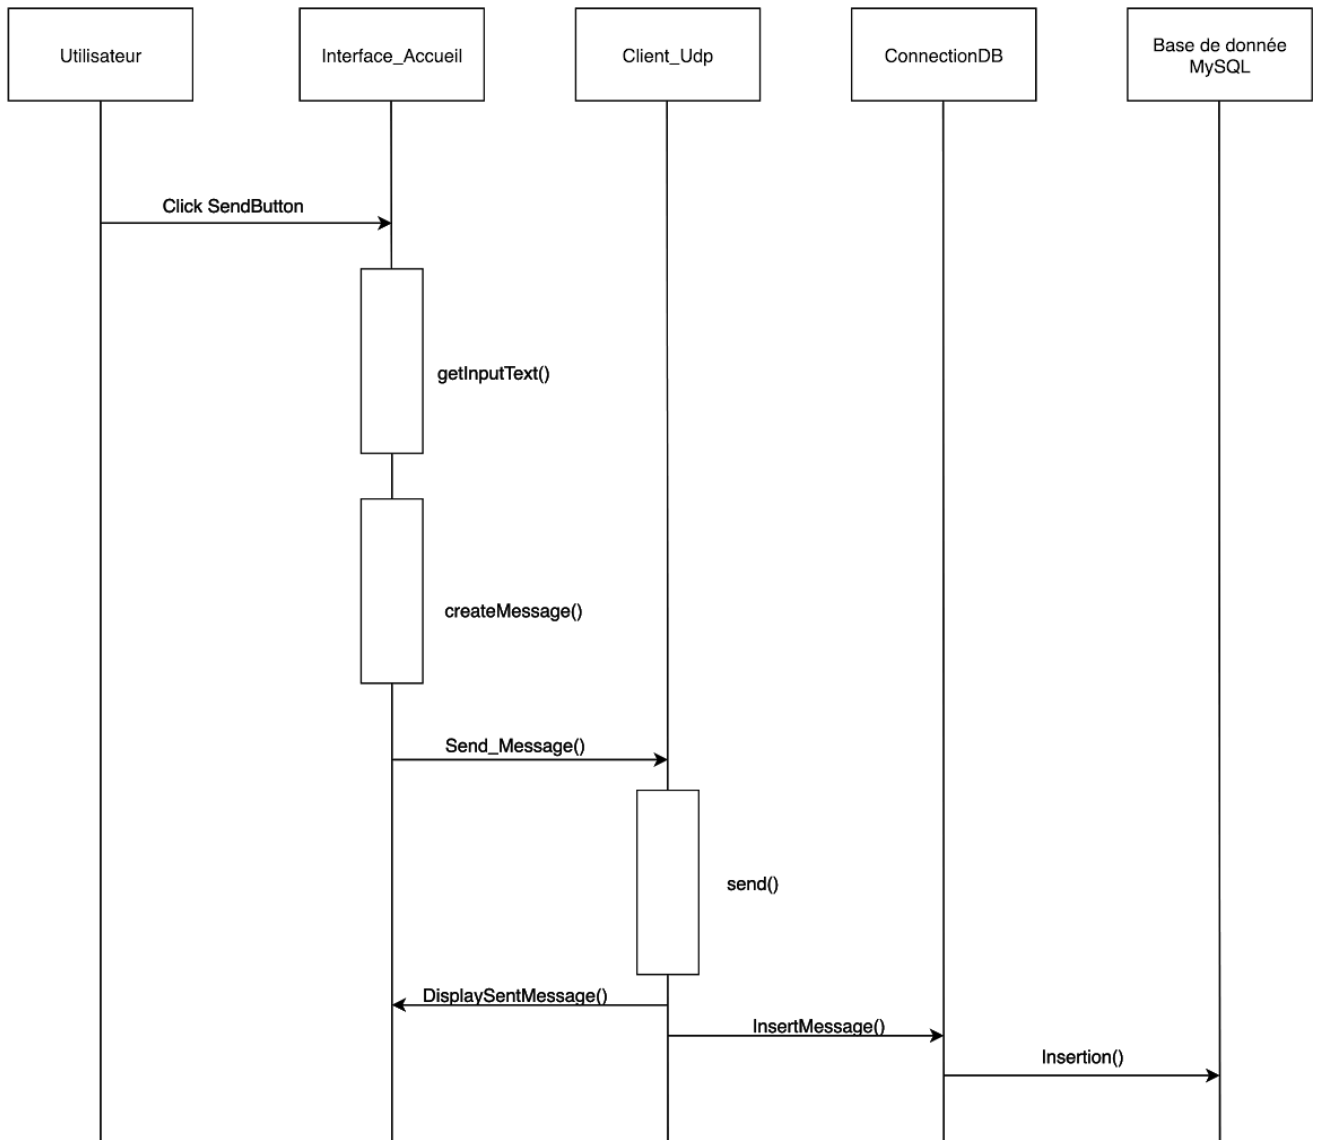 Utilisateur
Interface_Accueil
Client_Udp
ConnectionDB
Base de donnée
MySQL
Click SendButton
getInputText()
createMessage()
Send_Message()
send()
DisplaySentMessage()
InsertMessage()
Insertion()